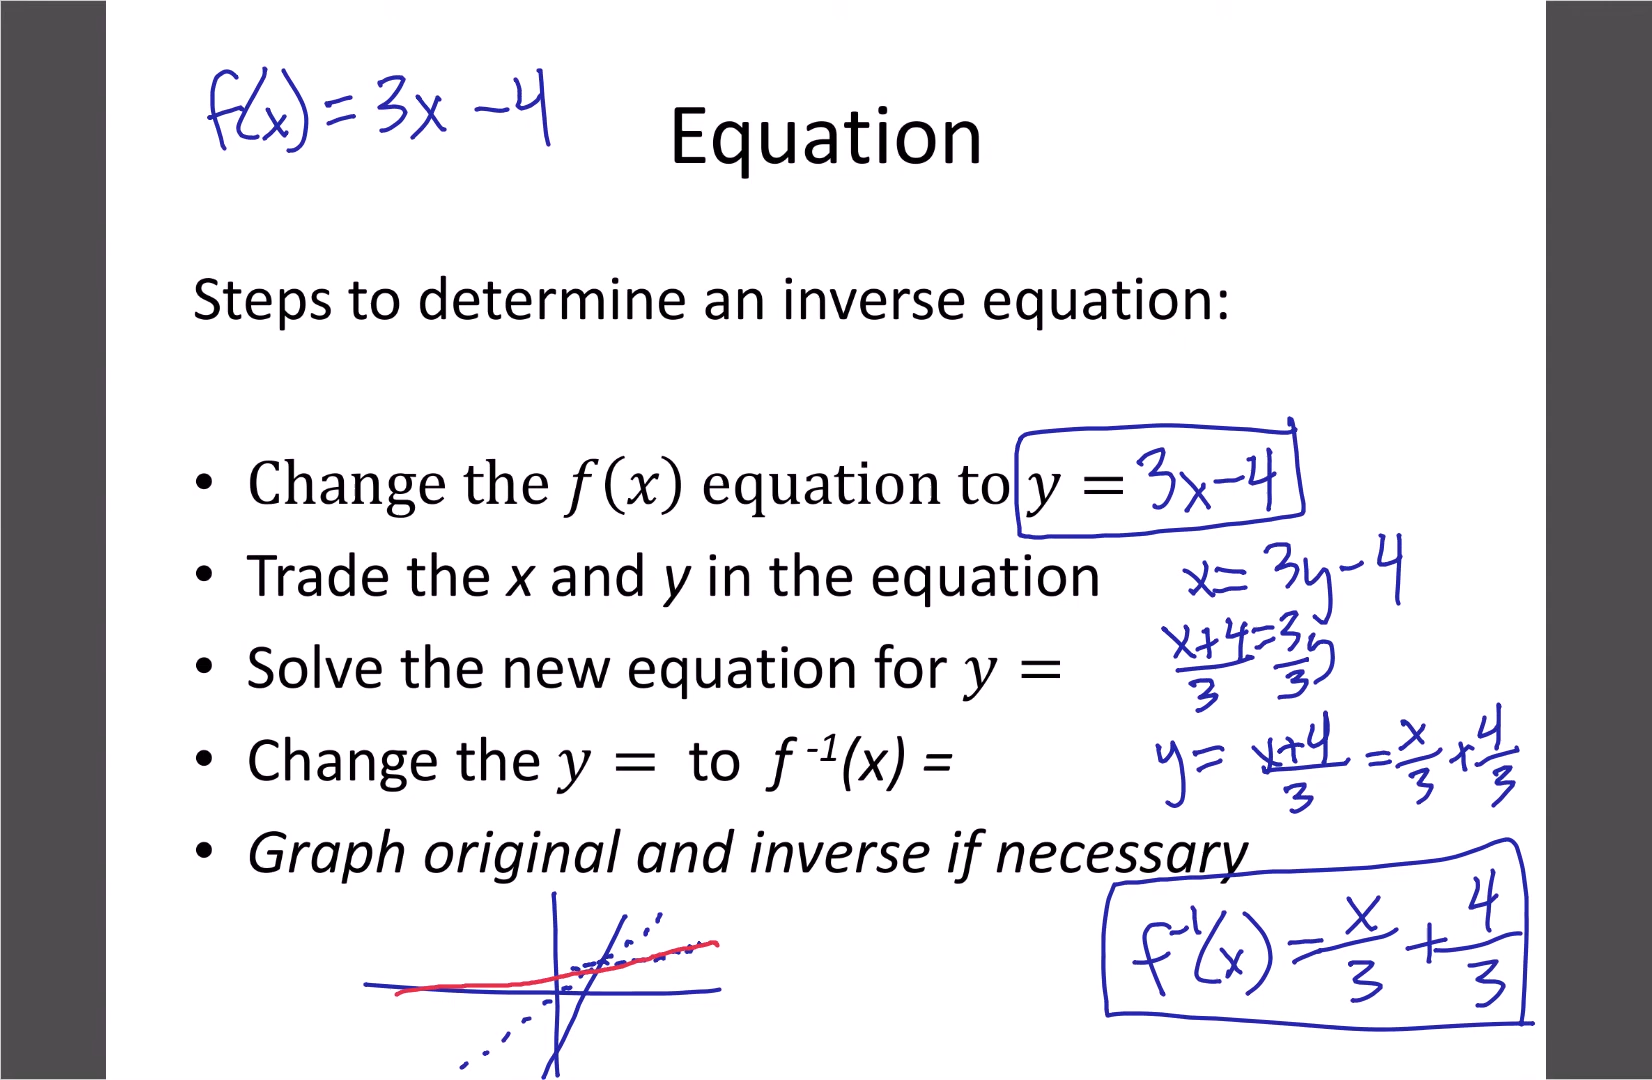 f(x) = 3x - 4
Equation
Steps to determine an inverse equation:
• Change the f(x) equation to y = 3x - 4
• Trade the x and y in the equation
x = 3y - 4
x+4/3 = 3y/3
• Solve the new equation for y =
• Change the y = to f⁻¹(x) =
y = x+4/3 = x/3 + 4/3
• Graph original and inverse if necessary
f⁻¹(x) = x/3 + 4/3